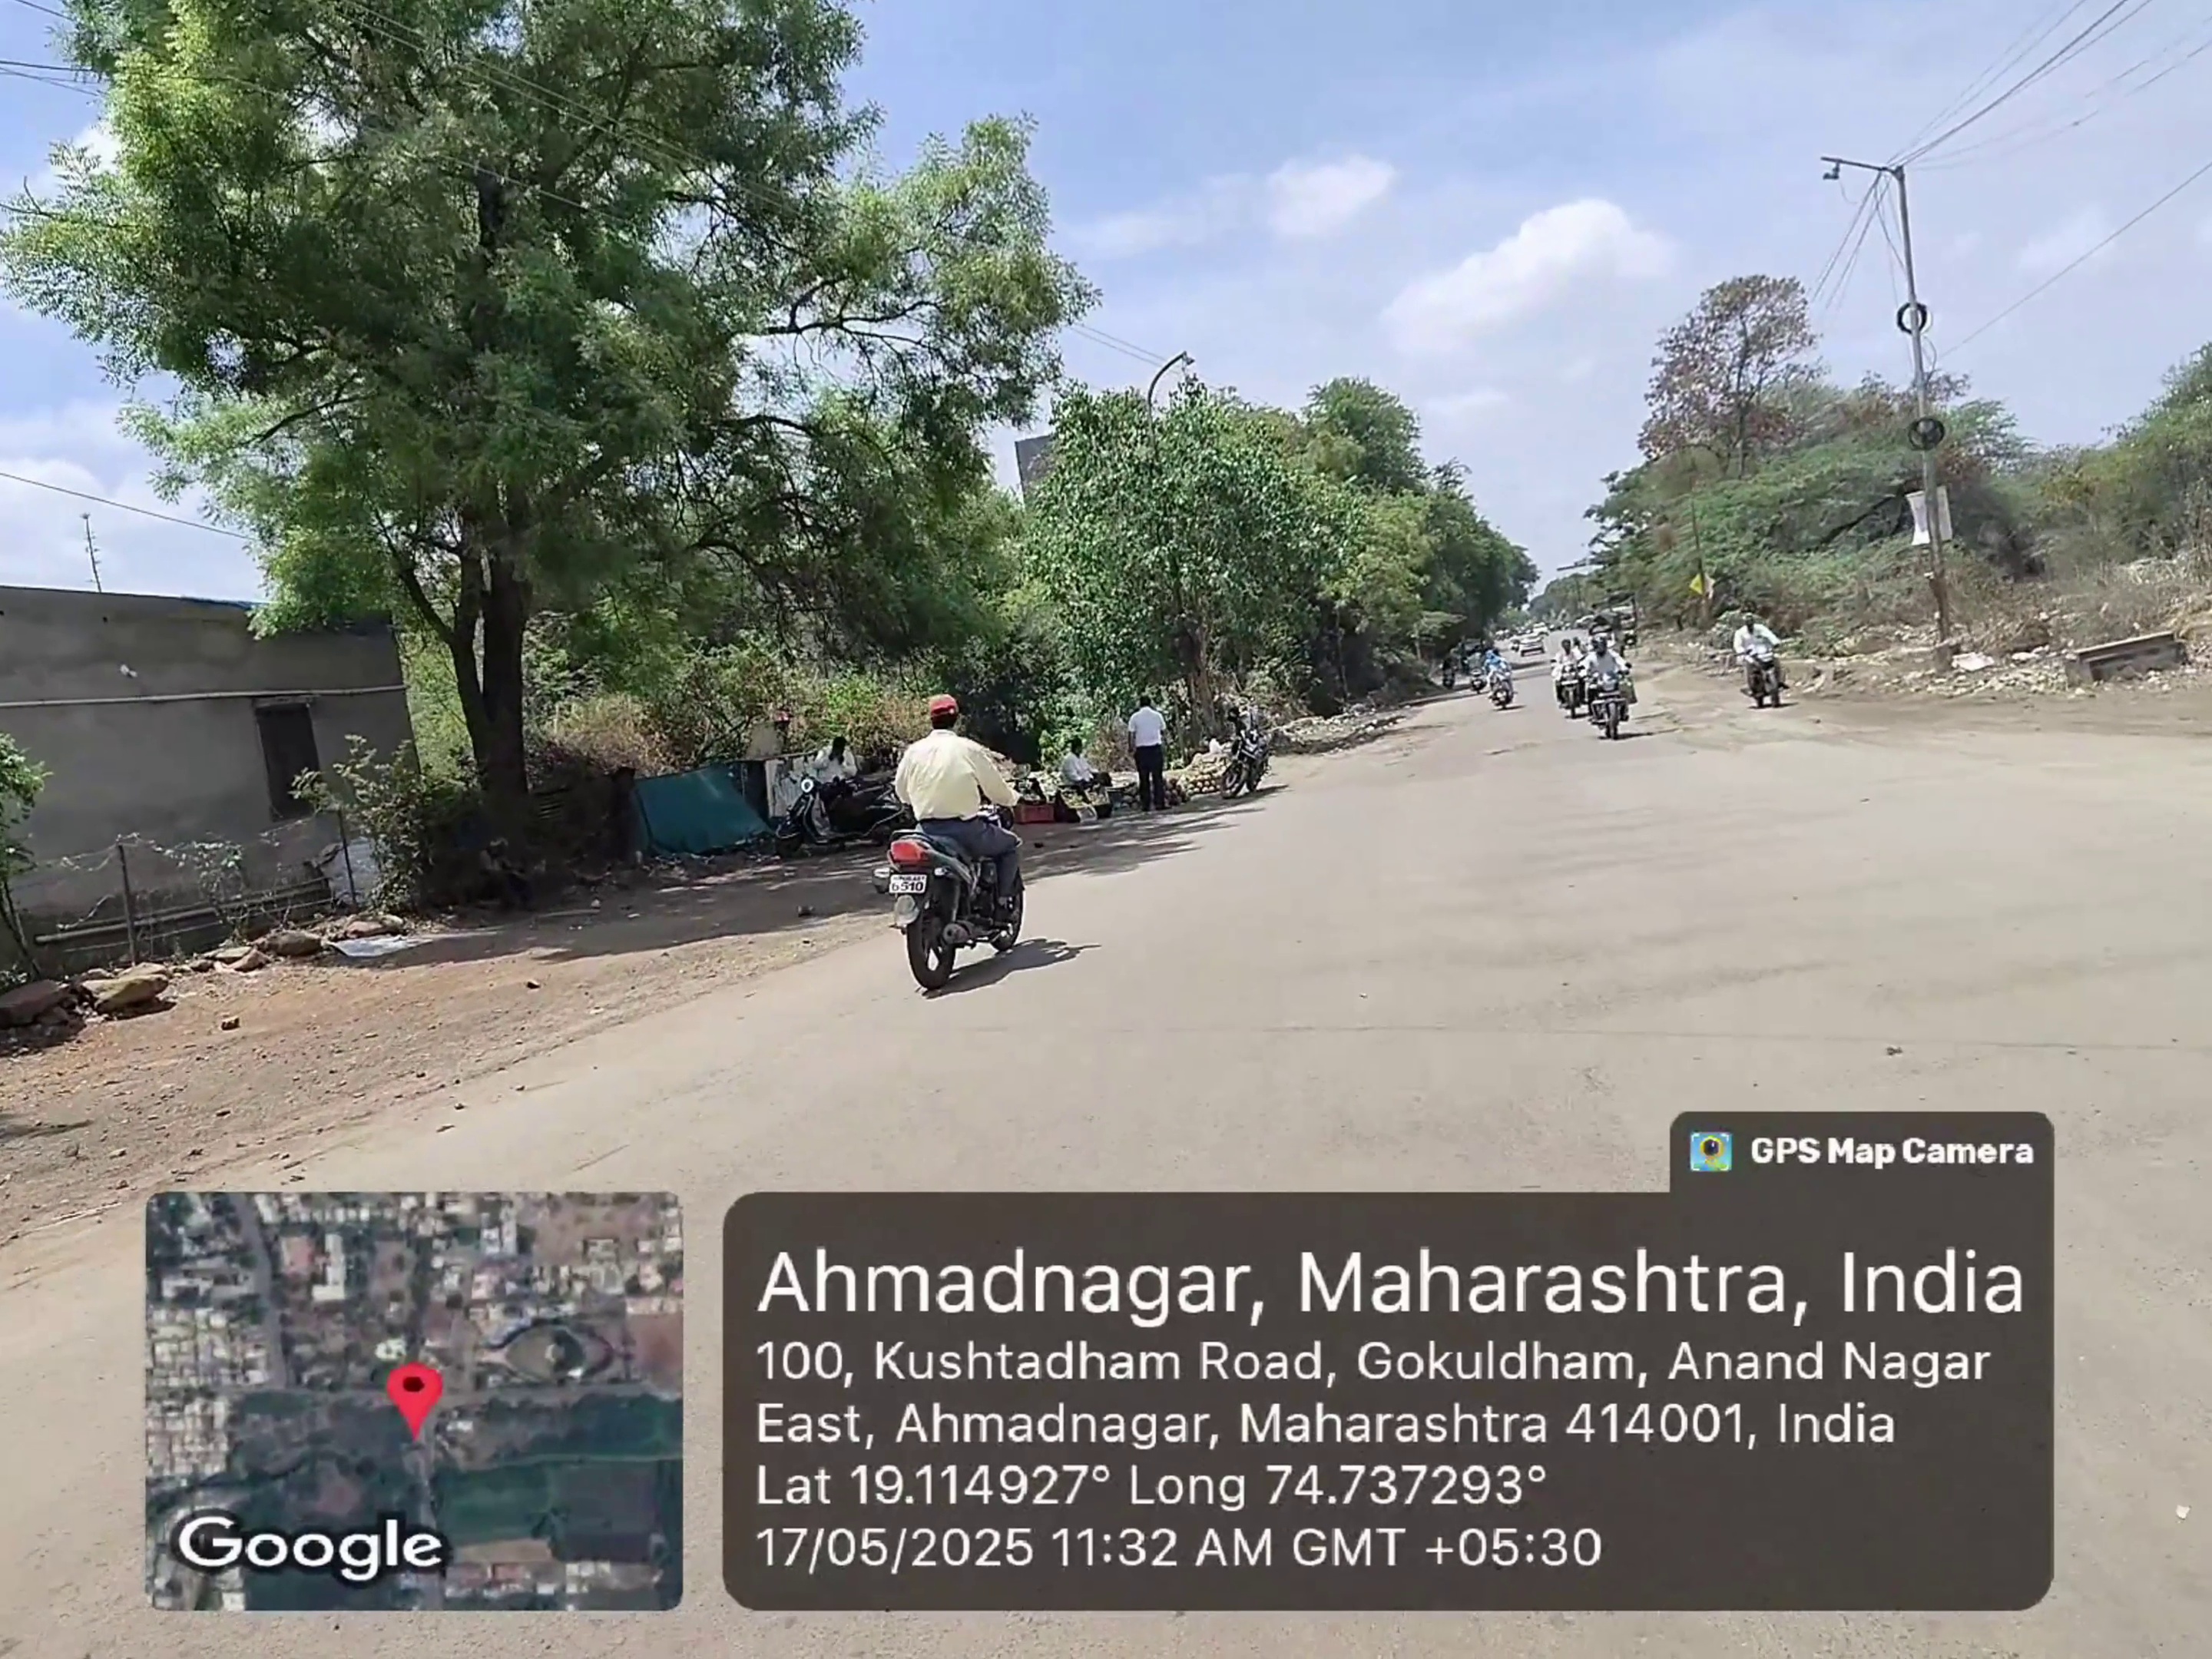 6510
GPS Map Camera
Ahmadnagar, Maharashtra, India
100, Kushtadham Road, Gokuldham, Anand Nagar
East, Ahmadnagar, Maharashtra 414001, India
Lat 19.114927° Long 74.737293°
17/05/2025 11:32 AM GMT +05:30
Google